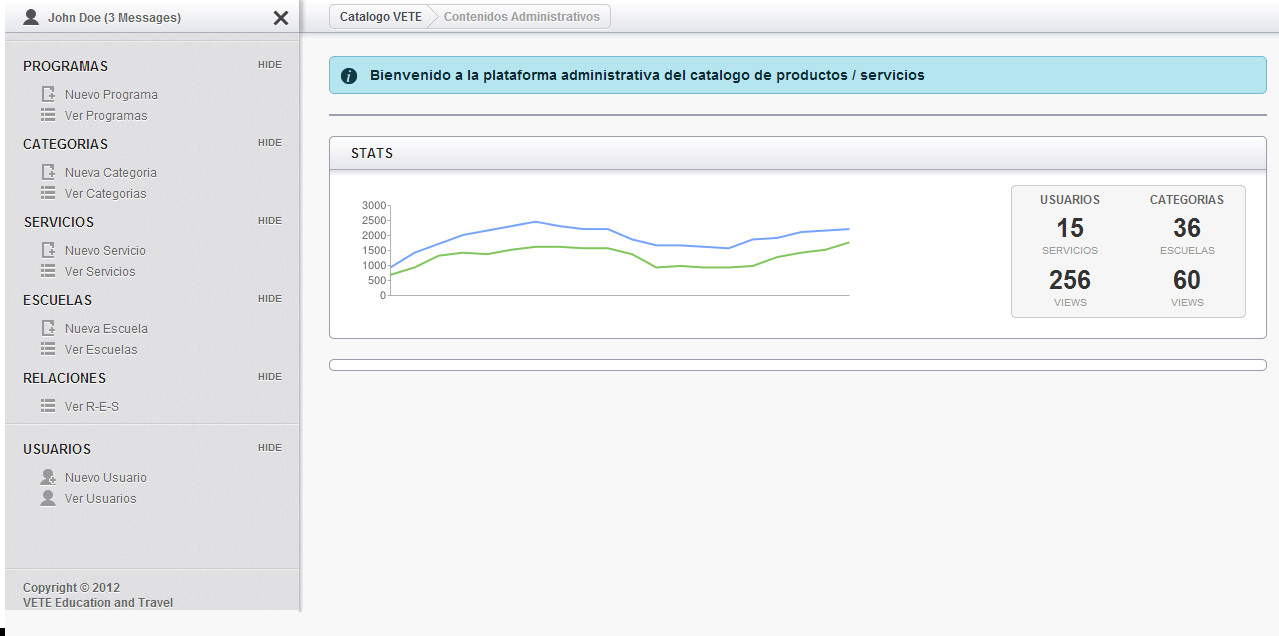 John Doe (3 Messages)
Catalogo VETE Contenidos Administrativos
PROGRAMAS HIDE
Nuevo Programa
Ver Programas
CATEGORIAS HIDE
Nueva Categoria
Ver Categorias
SERVICIOS HIDE
Nuevo Servicio
Ver Servicios
ESCUELAS HIDE
Nueva Escuela
Ver Escuelas
RELACIONES HIDE
Ver R-E-S
USUARIOS HIDE
Nuevo Usuario
Ver Usuarios
Copyright © 2012
VETE Education and Travel
Bienvenido a la plataforma administrativa del catalogo de productos / servicios
STATS
3000
2500
2000
1500
1000
500
0
USUARIOS CATEGORIAS
15 36
SERVICIOS ESCUELAS
256 60
VIEWS VIEWS